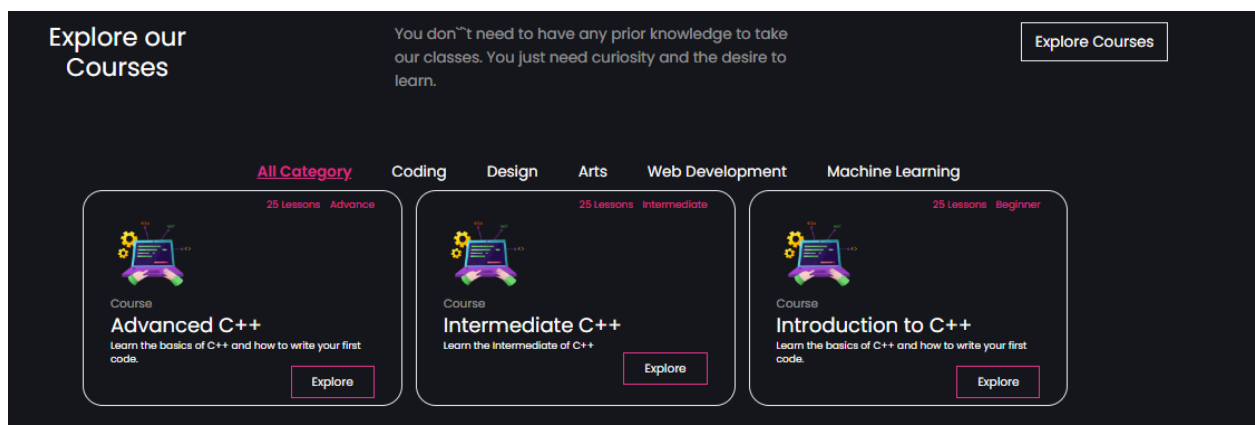 Explore our
Courses
You don˜t need to have any prior knowledge to take
our classes. You just need curiosity and the desire to
learn.
Explore Courses
All Category Coding Design Arts Web Development Machine Learning
25 Lessons Advance
Course
Advanced C++
Learn the basics of C++ and how to write your first
code.
Explore
25 Lessons Intermediate
Course
Intermediate C++
Learn the Intermediate of C++
Explore
25 Lessons Beginner
Course
Introduction to C++
Learn the basics of C++ and how to write your first
code.
Explore